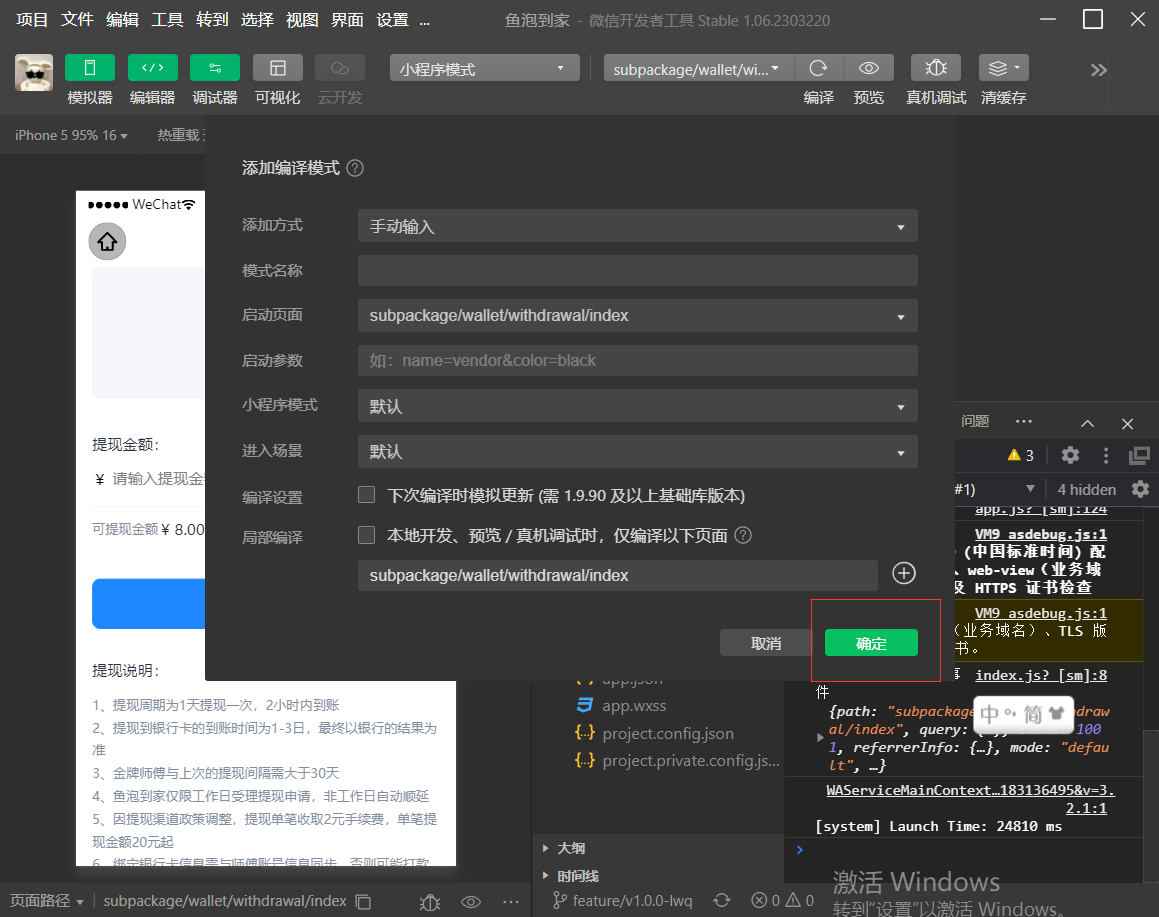 项目 文件 编辑 工具 转到 选择 视图 界面 设置 ... 鱼泡到家 - 微信开发者工具 Stable 1.06.2303220
小程序模式 subpackage/wallet/wi...
模拟器 编辑器 调试器 可视化 云开发 编译 预览 真机调试 清缓存
iPhone 5 95% 16 热重载
添加编译模式
添加方式 手动输入
模式名称
启动页面 subpackage/wallet/withdrawal/index
启动参数 如：name=vendor&color=black
小程序模式 默认
进入场景 默认
编译设置 下次编译时模拟更新 (需 1.9.90 及以上基础库版本)
局部编译 本地开发、预览 / 真机调试时，仅编译以下页面
subpackage/wallet/withdrawal/index
取消 确定
WeChat
提现金额：
¥ 请输入提现金
可提现金额 ¥ 8.00
提现说明：
1、提现周期为1天提现一次，2小时内到账
2、提现到银行卡的到账时间为1-3日，最终以银行的结果为
准
3、金牌师傅与上次的提现间隔需大于30天
4、鱼泡到家仅限工作日受理提现申请，非工作日自动顺延
5、因提现渠道政策调整，提现单笔收取2元手续费，单笔提
现金额20元起
6、绑定银行卡信息需与师傅账号信息同步，否则可能打款
app.json
app.wxss
project.config.json
project.private.config.js...
大纲
时间线
问题 ...
3
#1) 4 hidden
app.js? [sm]:124
VM9 asdebug.js:1
(中国标准时间) 配
、web-view（业务域
及 HTTPS 证书检查
VM9 asdebug.js:1
（业务域名）、TLS 版
书。
index.js? [sm]:8
件
{path: "subpackage
中 简
al/index", query:
1, referrerInfo: {…}, mode: "defau
lt", …}
WAServiceMainContext…183136495&v=3.
2.1:1
[system] Launch Time: 24810 ms
激活 Windows
转到"设置"以激活 Windows。
页面路径 subpackage/wallet/withdrawal/index
feature/v1.0.0-lwq 0 0